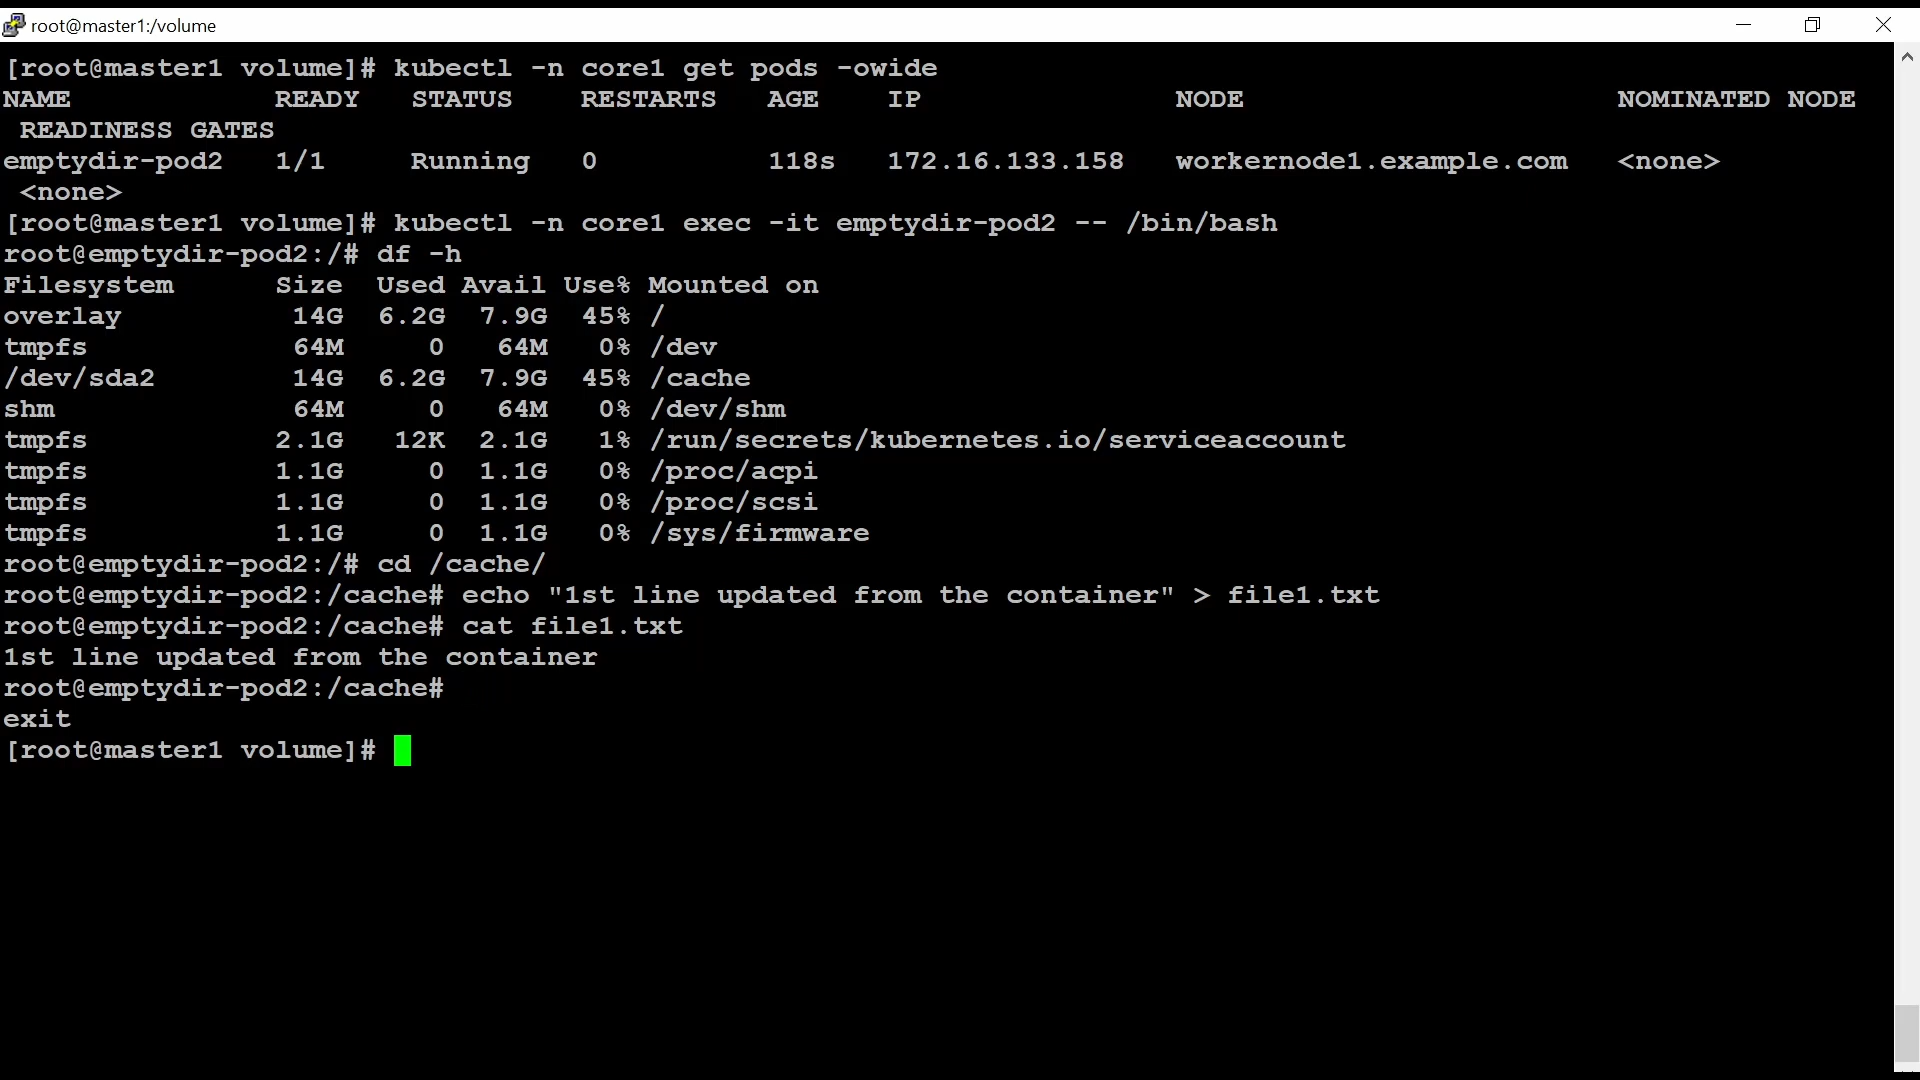 root@master1:/volume
[root@master1 volume]# kubectl -n core1 get pods -owide
NAME            READY   STATUS    RESTARTS   AGE    IP               NODE                      NOMINATED NODE
 READINESS GATES
emptydir-pod2   1/1     Running   0          118s   172.16.133.158   workernode1.example.com   <none>
 <none>
[root@master1 volume]# kubectl -n core1 exec -it emptydir-pod2 -- /bin/bash
root@emptydir-pod2:/# df -h
Filesystem      Size  Used Avail Use% Mounted on
overlay          14G  6.2G  7.9G  45% /
tmpfs            64M     0   64M   0% /dev
/dev/sda2        14G  6.2G  7.9G  45% /cache
shm              64M     0   64M   0% /dev/shm
tmpfs           2.1G   12K  2.1G   1% /run/secrets/kubernetes.io/serviceaccount
tmpfs           1.1G     0  1.1G   0% /proc/acpi
tmpfs           1.1G     0  1.1G   0% /proc/scsi
tmpfs           1.1G     0  1.1G   0% /sys/firmware
root@emptydir-pod2:/# cd /cache/
root@emptydir-pod2:/cache# echo "1st line updated from the container" > file1.txt
root@emptydir-pod2:/cache# cat file1.txt
1st line updated from the container
root@emptydir-pod2:/cache#
exit
[root@master1 volume]#